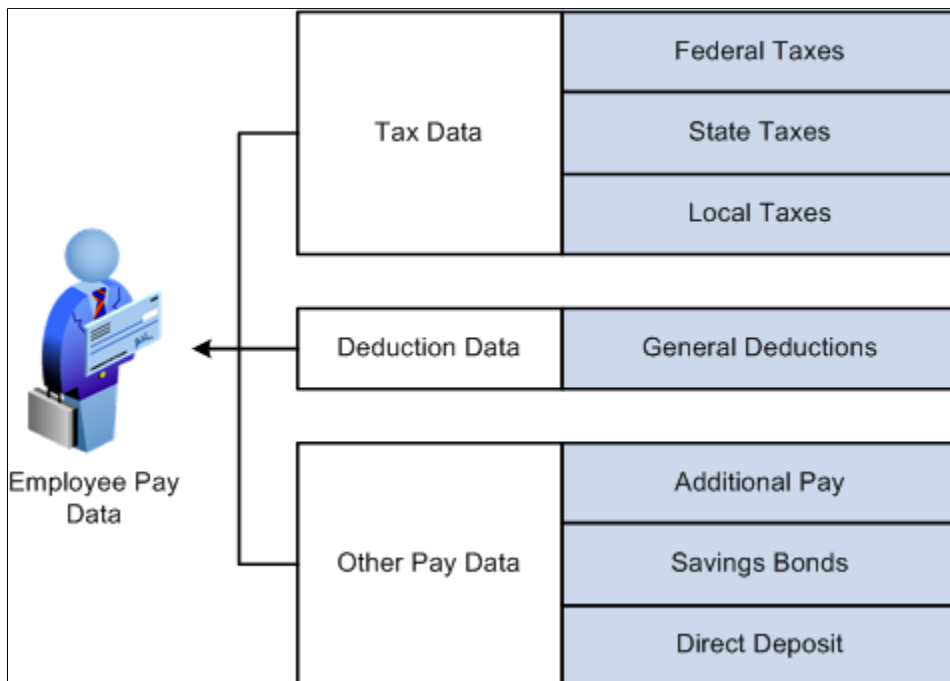 Federal Taxes
Tax Data
State Taxes
Local Taxes
Deduction Data
General Deductions
Employee Pay
Data
Additional Pay
Other Pay Data
Savings Bonds
Direct Deposit